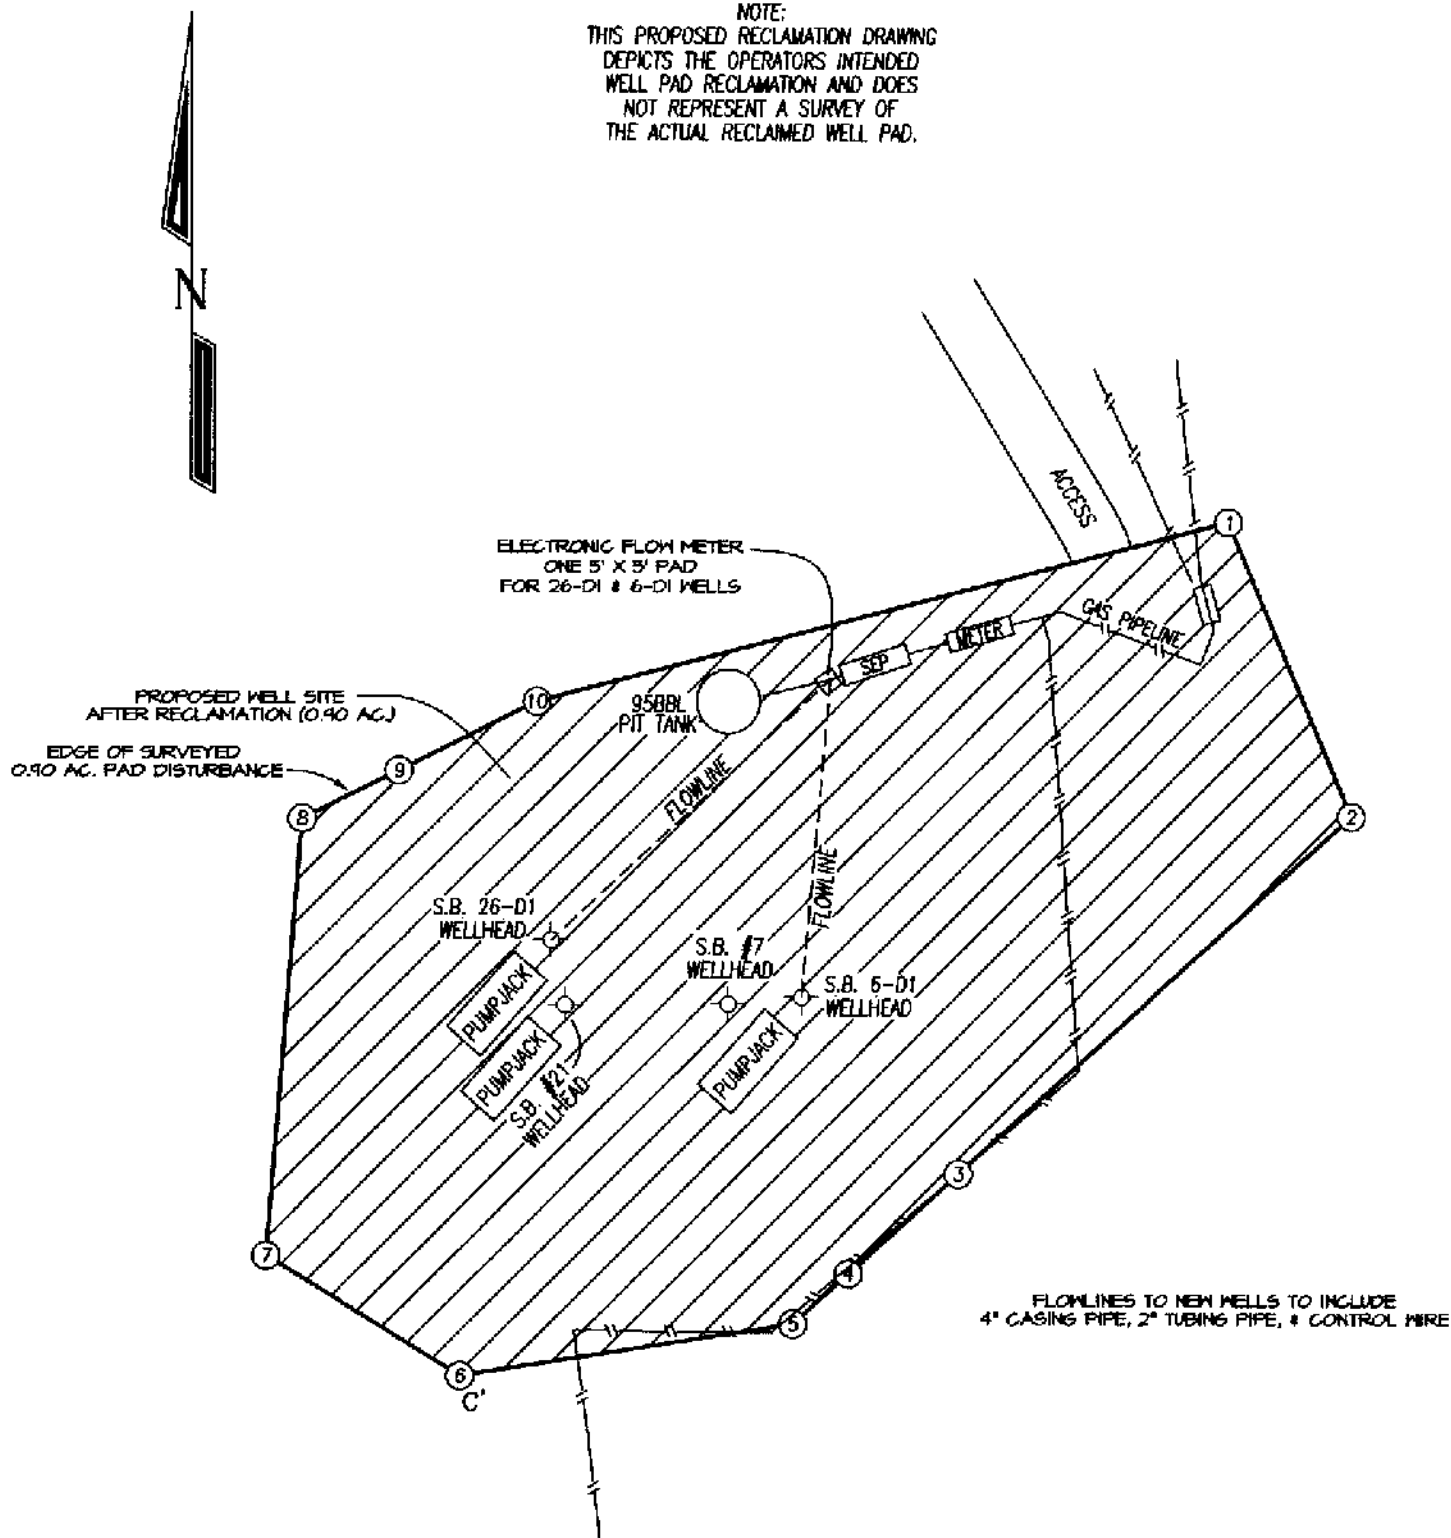 NOTE:
THIS PROPOSED RECLAMATION DRAWING
DEPICTS THE OPERATORS INTENDED
WELL PAD RECLAMATION AND DOES
NOT REPRESENT A SURVEY OF
THE ACTUAL RECLAIMED WELL PAD.
N
ACCESS
1
ELECTRONIC FLOW METER
ONE 5' X 5' PAD
FOR 26-D1 & 6-D1 WELLS
GAS PIPELINE
METER
SEP
PROPOSED WELL SITE
AFTER RECLAMATION (0.90 AC.)
10
95BBL
PIT TANK
EDGE OF SURVEYED
0.90 AC. PAD DISTURBANCE
9
8
2
FLOWLINE
FLOWLINE
S.B. 26-D1
WELLHEAD
S.B. #7
WELLHEAD
S.B. 6-D1
WELLHEAD
PUMPJACK
PUMPJACK
PUMPJACK
S.B. #21
WELLHEAD
3
7
4
5
FLOWLINES TO NEW WELLS TO INCLUDE
4" CASING PIPE, 2" TUBING PIPE, & CONTROL WIRE
6
C'